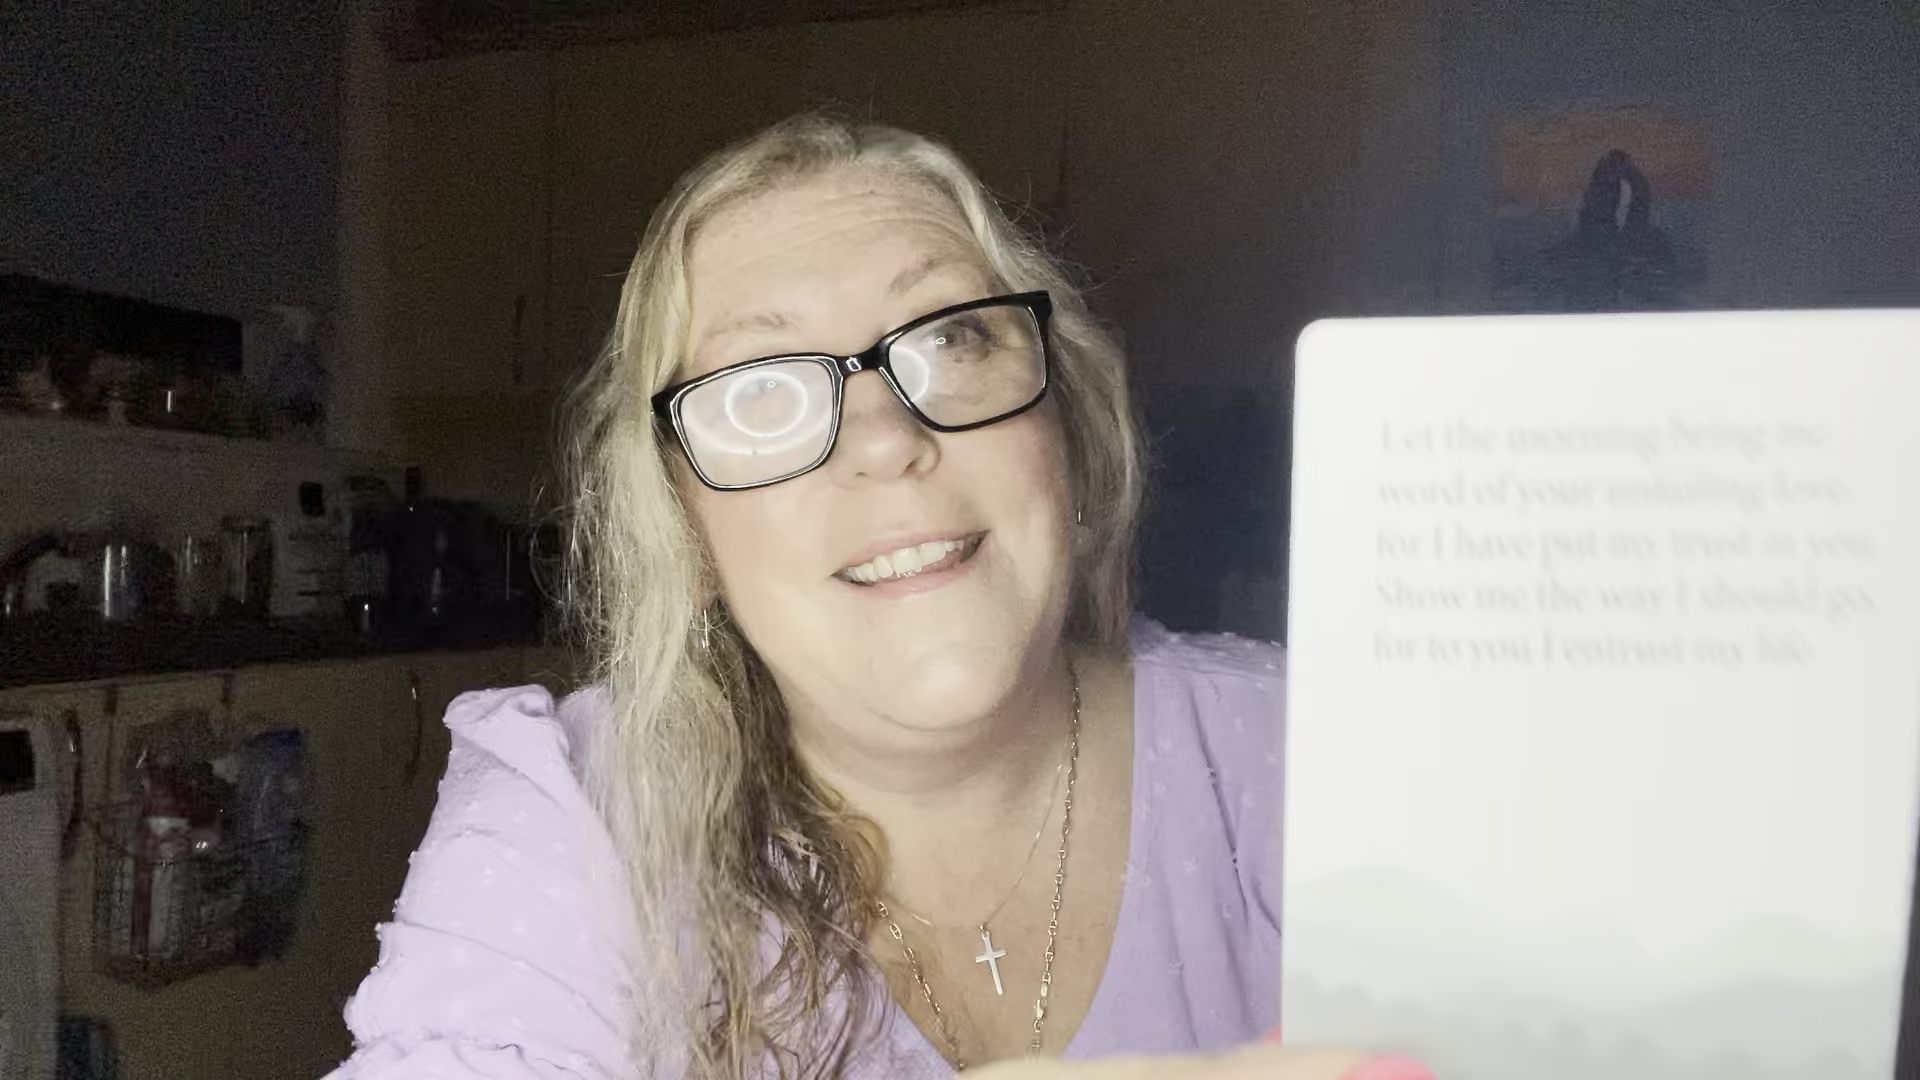 Let the morning bring me
word of your unfailing love,
for I have put my trust in you.
Show me the way I should go,
for to you I entrust my life.